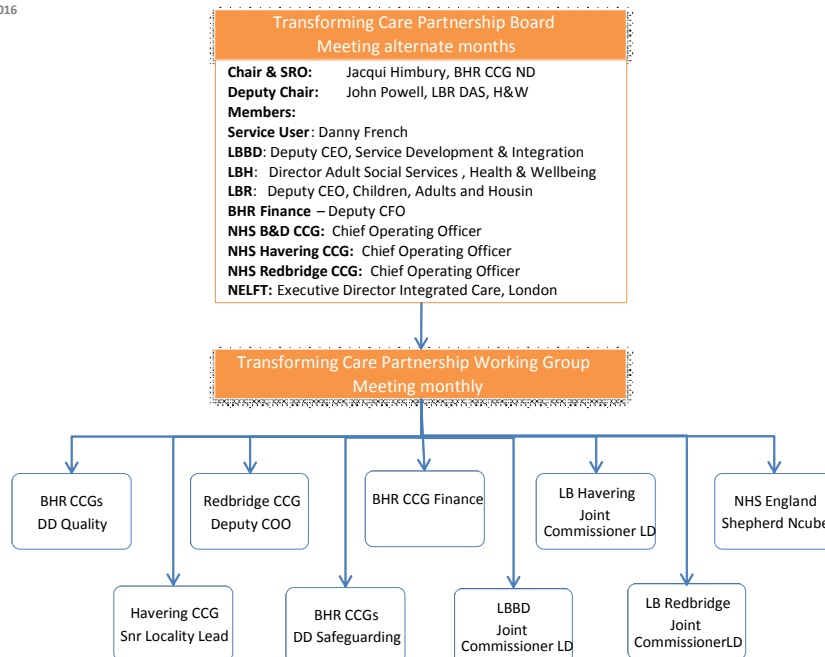 016
Transforming Care Partnership Board
Meeting alternate months
Chair & SRO: Jacqui Himbury, BHR CCG ND
Deputy Chair: John Powell, LBR DAS, H&W
Members:
Service User: Danny French
LBBD: Deputy CEO, Service Development & Integration
LBH: Director Adult Social Services , Health & Wellbeing
LBR: Deputy CEO, Children, Adults and Housin
BHR Finance – Deputy CFO
NHS B&D CCG: Chief Operating Officer
NHS Havering CCG: Chief Operating Officer
NHS Redbridge CCG: Chief Operating Officer
NELFT: Executive Director Integrated Care, London
Transforming Care Partnership Working Group
Meeting monthly
BHR CCGs
DD Quality
Redbridge CCG
Deputy COO
BHR CCG Finance
LB Havering
Joint
Commissioner LD
NHS England
Shepherd Ncube
Havering CCG
Snr Locality Lead
BHR CCGs
DD Safeguarding
LBBD
Joint
Commissioner LD
LB Redbridge
Joint
CommissionerLD